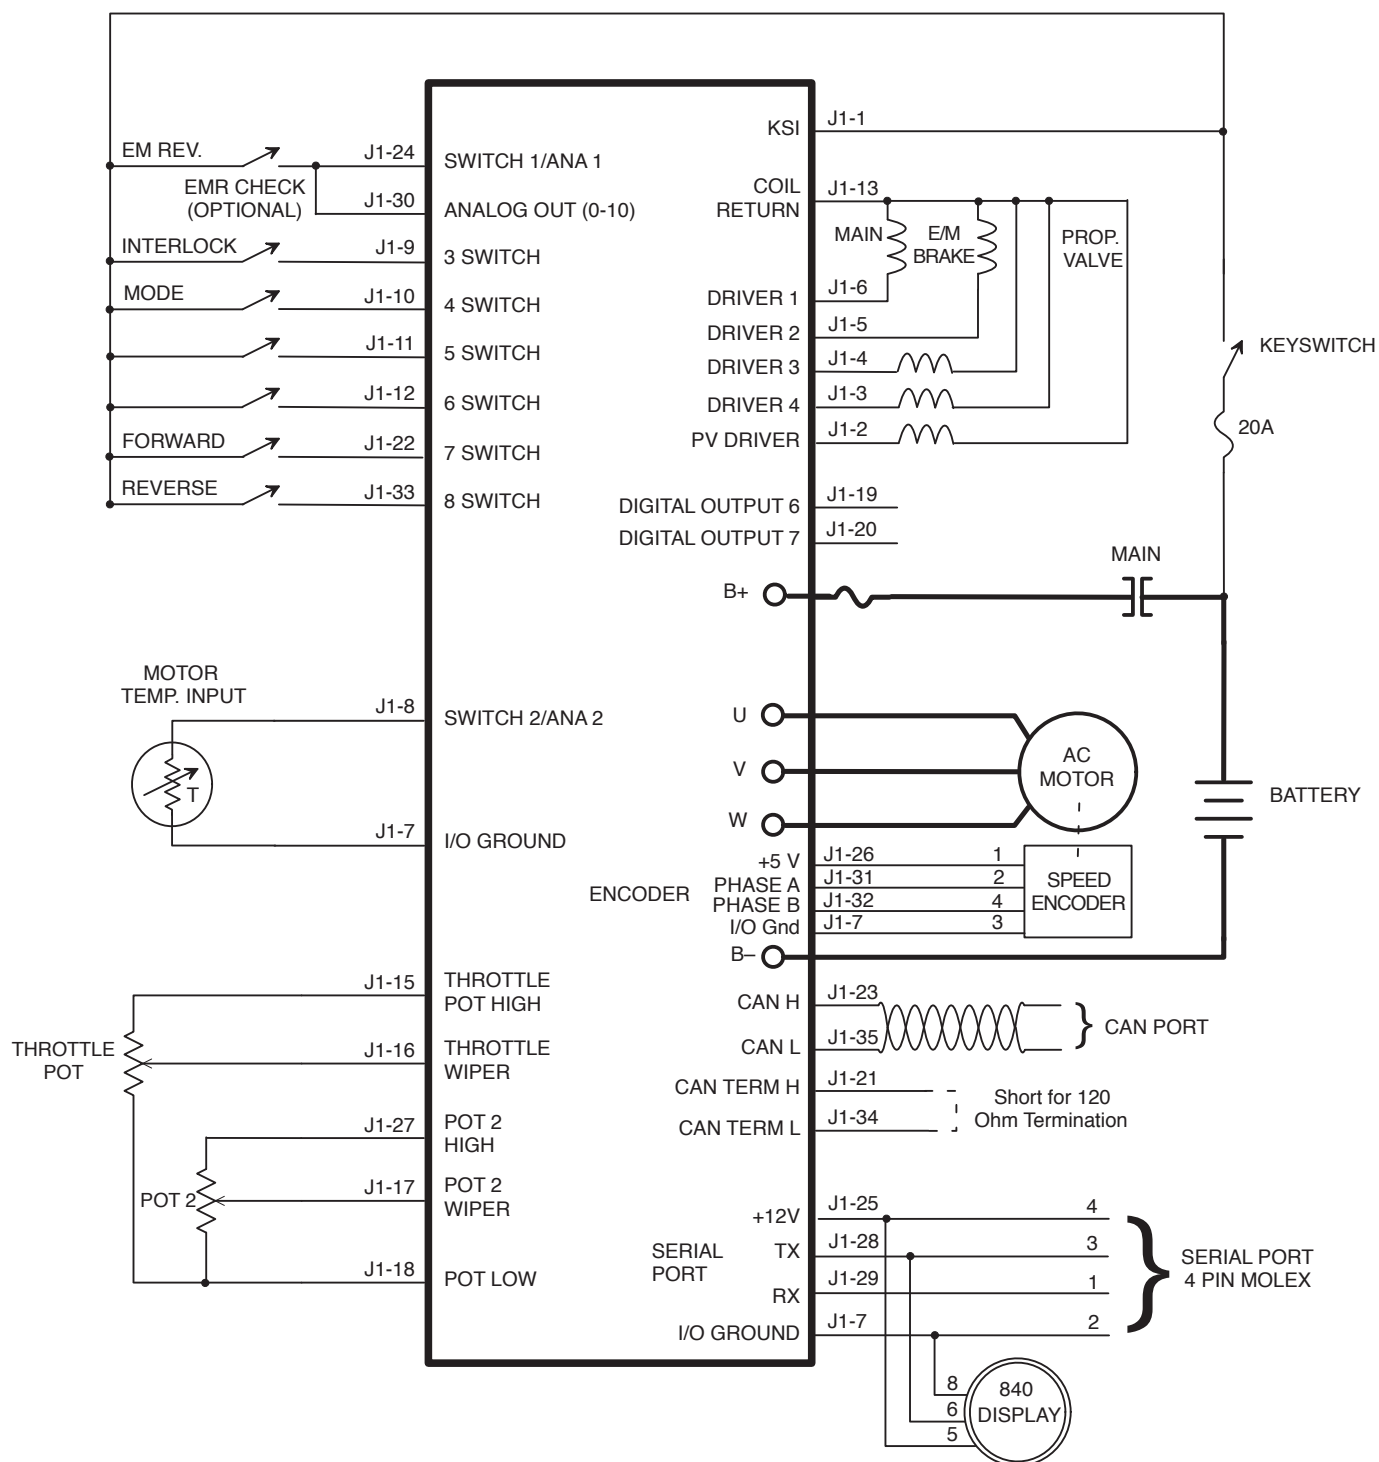 KSI
J1-1
EM REV.
J1-24
SWITCH 1/ANA 1
EMR CHECK
(OPTIONAL)
J1-30
ANALOG OUT (0-10)
INTERLOCK
J1-9
3 SWITCH
MODE
J1-10
4 SWITCH
J1-11
5 SWITCH
J1-12
6 SWITCH
FORWARD
J1-22
7 SWITCH
REVERSE
J1-33
8 SWITCH
COIL
RETURN
J1-13
MAIN
E/M
BRAKE
PROP.
VALVE
DRIVER 1
J1-6
DRIVER 2
J1-5
DRIVER 3
J1-4
DRIVER 4
J1-3
PV DRIVER
J1-2
KEYSWITCH
20A
DIGITAL OUTPUT 6
J1-19
DIGITAL OUTPUT 7
J1-20
B+
MAIN
MOTOR
TEMP. INPUT
T
J1-8
SWITCH 2/ANA 2
J1-7
I/O GROUND
U
V
W
AC
MOTOR
BATTERY
ENCODER
+5 V
J1-26
1
PHASE A
J1-31
2
PHASE B
J1-32
4
I/O Gnd
J1-7
3
SPEED
ENCODER
B–
THROTTLE
POT
J1-15
THROTTLE
POT HIGH
J1-16
THROTTLE
WIPER
POT 2
J1-27
POT 2
HIGH
J1-17
POT 2
WIPER
J1-18
POT LOW
CAN H
J1-23
CAN L
J1-35
CAN PORT
CAN TERM H
J1-21
CAN TERM L
J1-34
Short for 120
Ohm Termination
SERIAL
PORT
+12V
J1-25
4
TX
J1-28
3
RX
J1-29
1
I/O GROUND
J1-7
2
SERIAL PORT
4 PIN MOLEX
8
6
5
840
DISPLAY